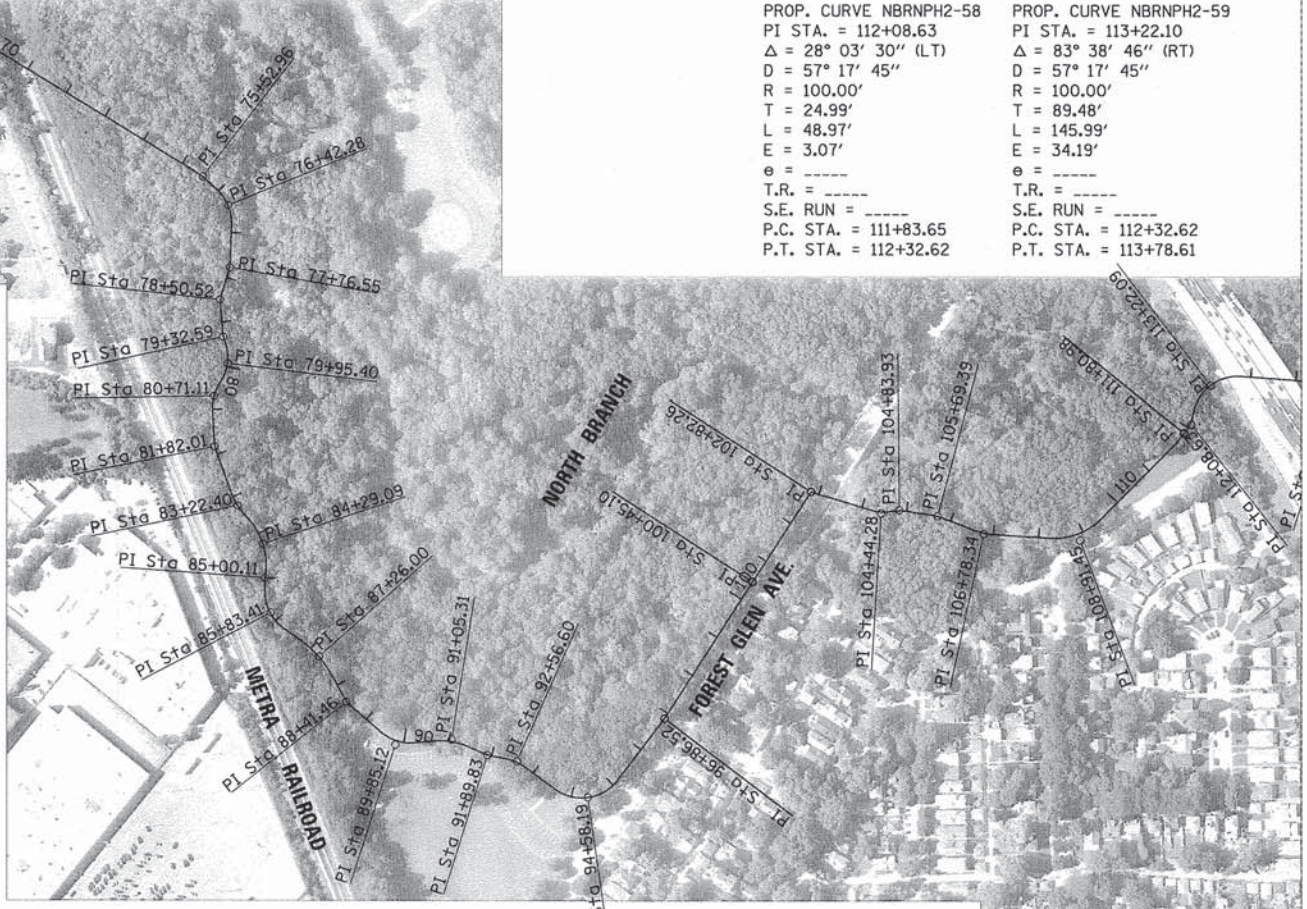 PROP. CURVE NBRNPH2-58
PI STA. = 112+08.63
Δ = 28° 03' 30'' (LT)
D = 57° 17' 45''
R = 100.00'
T = 24.99'
L = 48.97'
E = 3.07'
e = -----
T.R. = -----
S.E. RUN = -----
P.C. STA. = 111+83.65
P.T. STA. = 112+32.62
PROP. CURVE NBRNPH2-59
PI STA. = 113+22.10
Δ = 83° 38' 46'' (RT)
D = 57° 17' 45''
R = 100.00'
T = 89.48'
L = 145.99'
E = 34.19'
e = -----
T.R. = -----
S.E. RUN = -----
P.C. STA. = 112+32.62
P.T. STA. = 113+78.61
70
PI Sta 75+52.96
PI Sta 76+42.28
PI Sta 77+76.55
PI Sta 78+50.52
PI Sta 79+32.59
PI Sta 79+95.40
80
PI Sta 80+71.11
PI Sta 81+82.01
PI Sta 83+22.40
PI Sta 84+29.09
PI Sta 85+00.11
PI Sta 85+83.41
PI Sta 87+26.00
PI Sta 88+41.46
METRA RAILROAD
PI Sta 89+85.12
90
PI Sta 91+05.31
PI Sta 91+89.83
PI Sta 92+56.60
Sta 94+58.19
PI Sta 96+86.52
FOREST GLEN AVE.
NORTH BRANCH
100
PI Sta 100+45.10
PI Sta 102+82.26
PI Sta 104+44.28
PI Sta 104+83.93
PI Sta 105+69.39
PI Sta 106+78.34
PI Sta 108+91.45
110
PI Sta 111+80.98
PI Sta 112+08.63
PI Sta 113+22.09
PI St